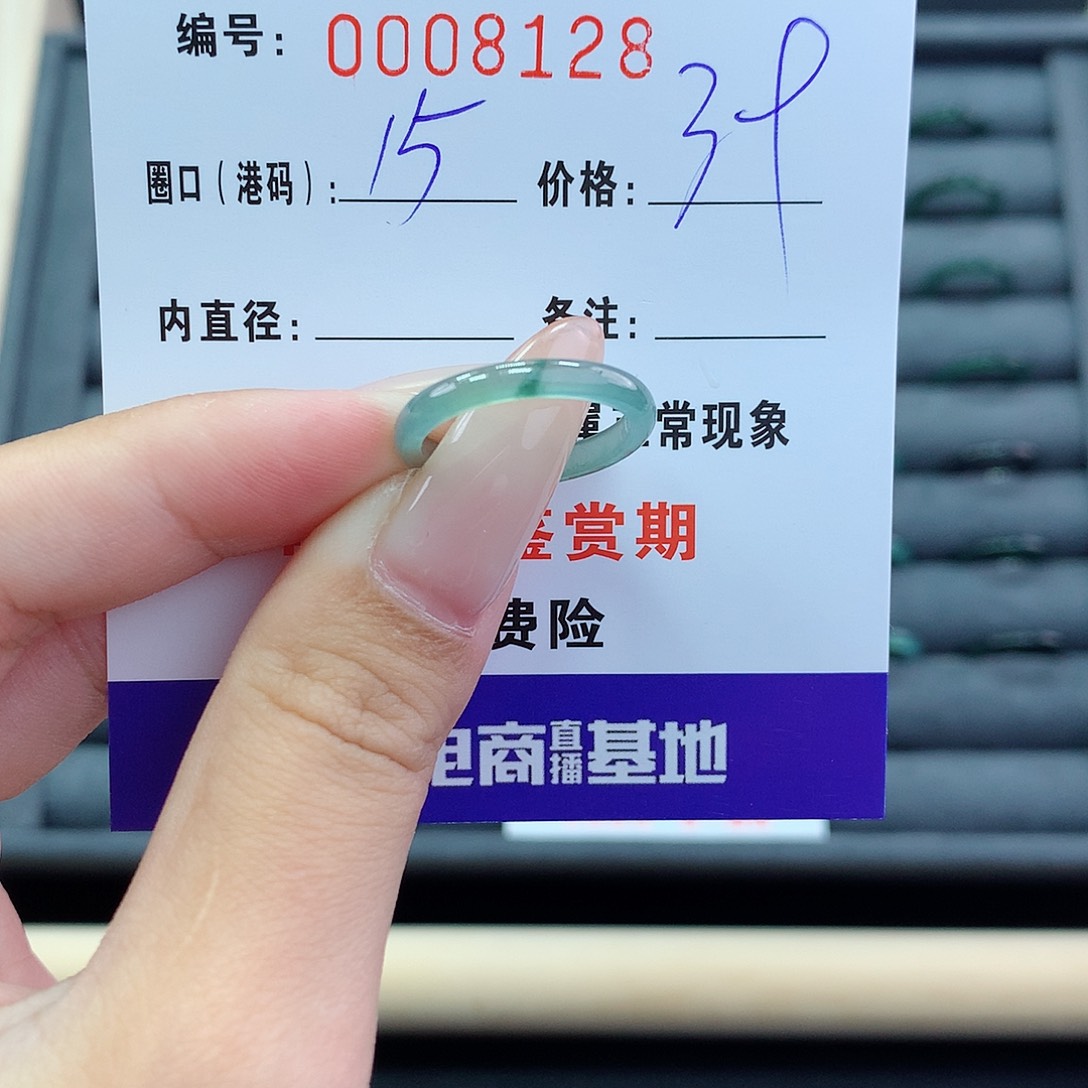 编号: 0008128
圈口(港码): 15 价格: 39
内直径: 备注:
常现象
鉴赏期
费险
电商直播基地